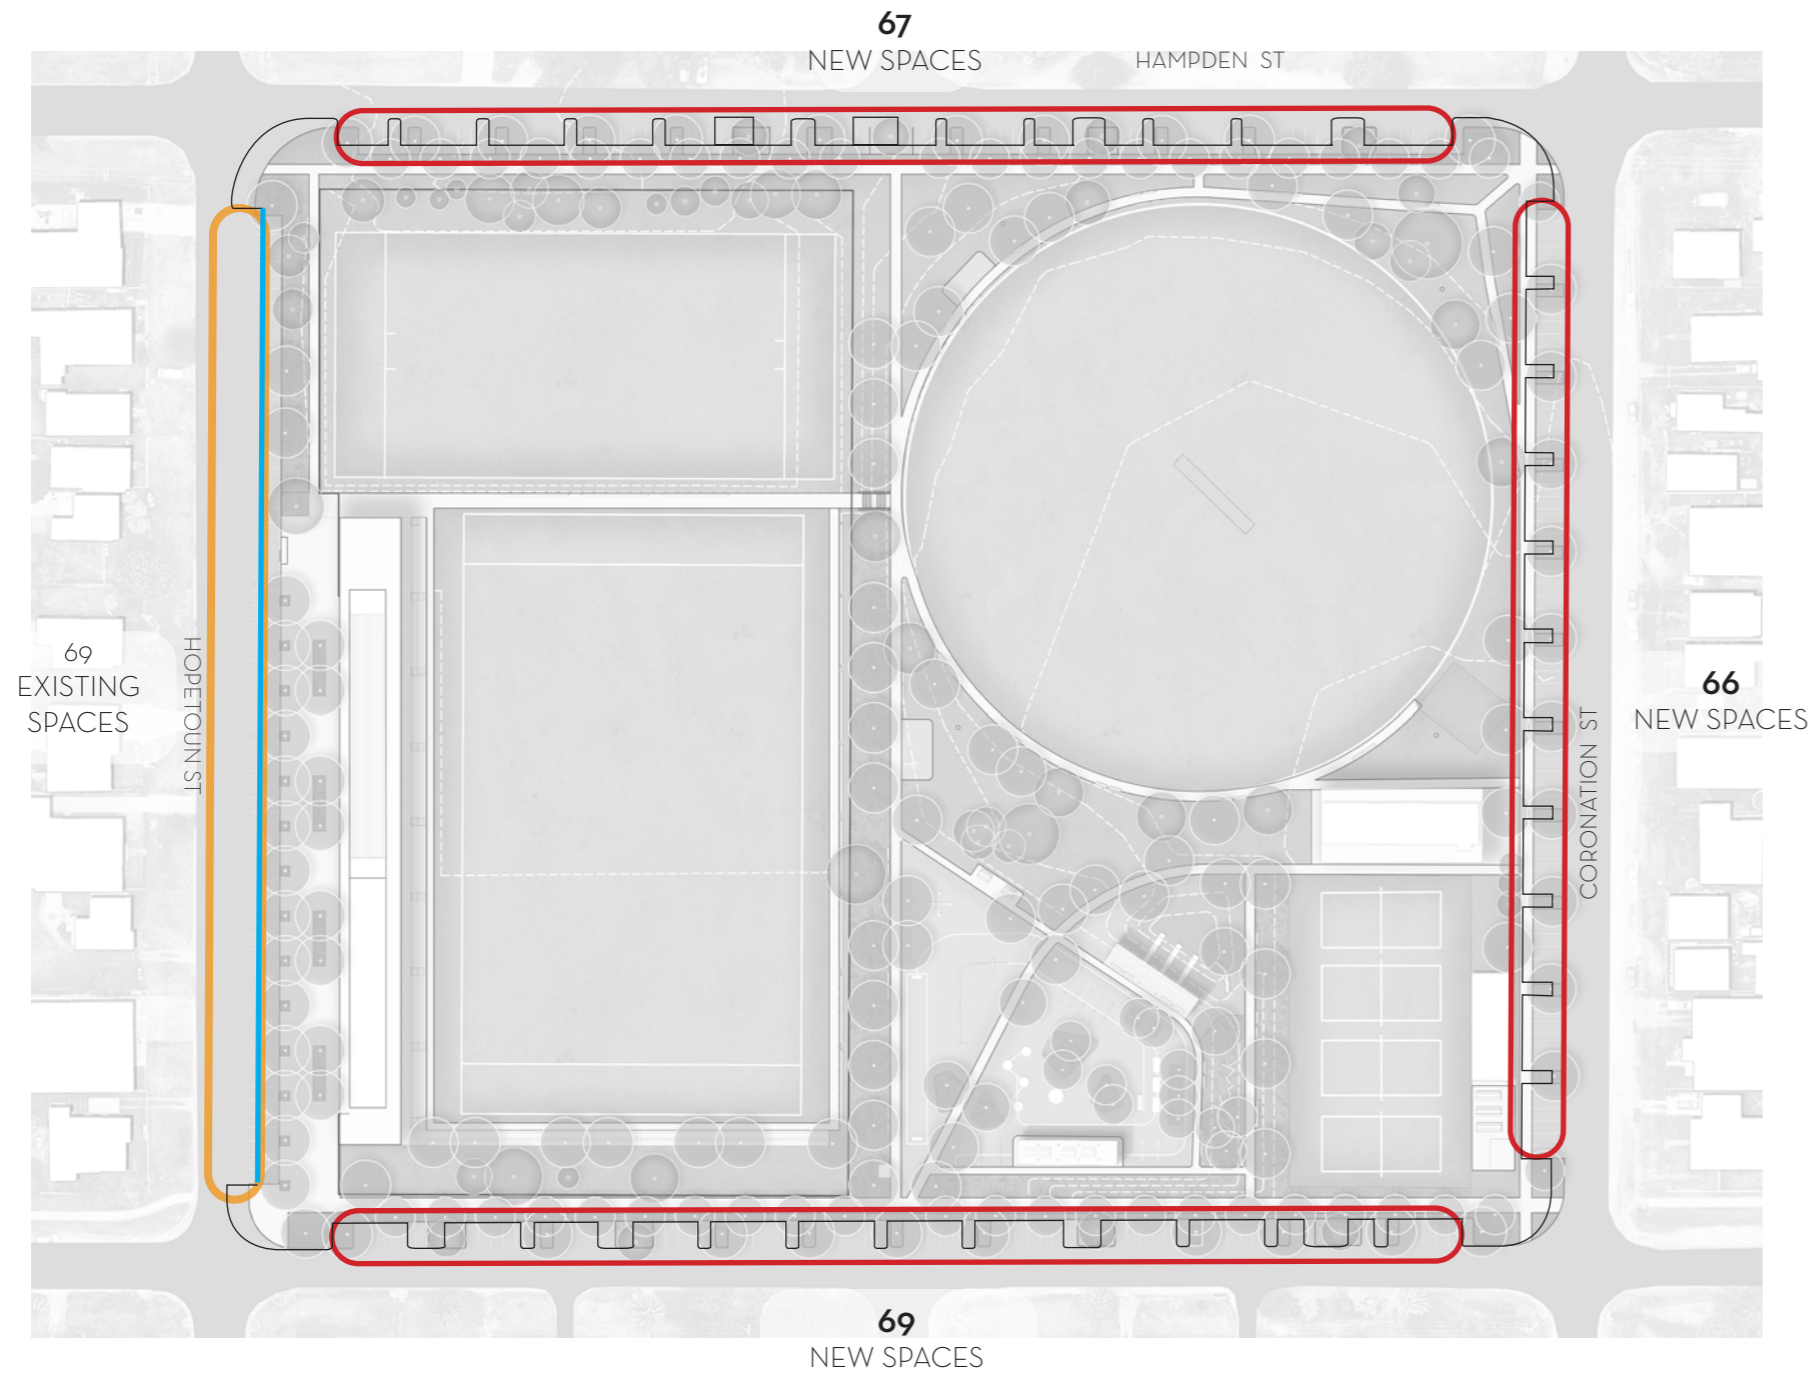 67
NEW SPACES
HAMPDEN ST
69
EXISTING
SPACES
HOPETOUN ST
66
NEW SPACES
CORONATION ST
69
NEW SPACES